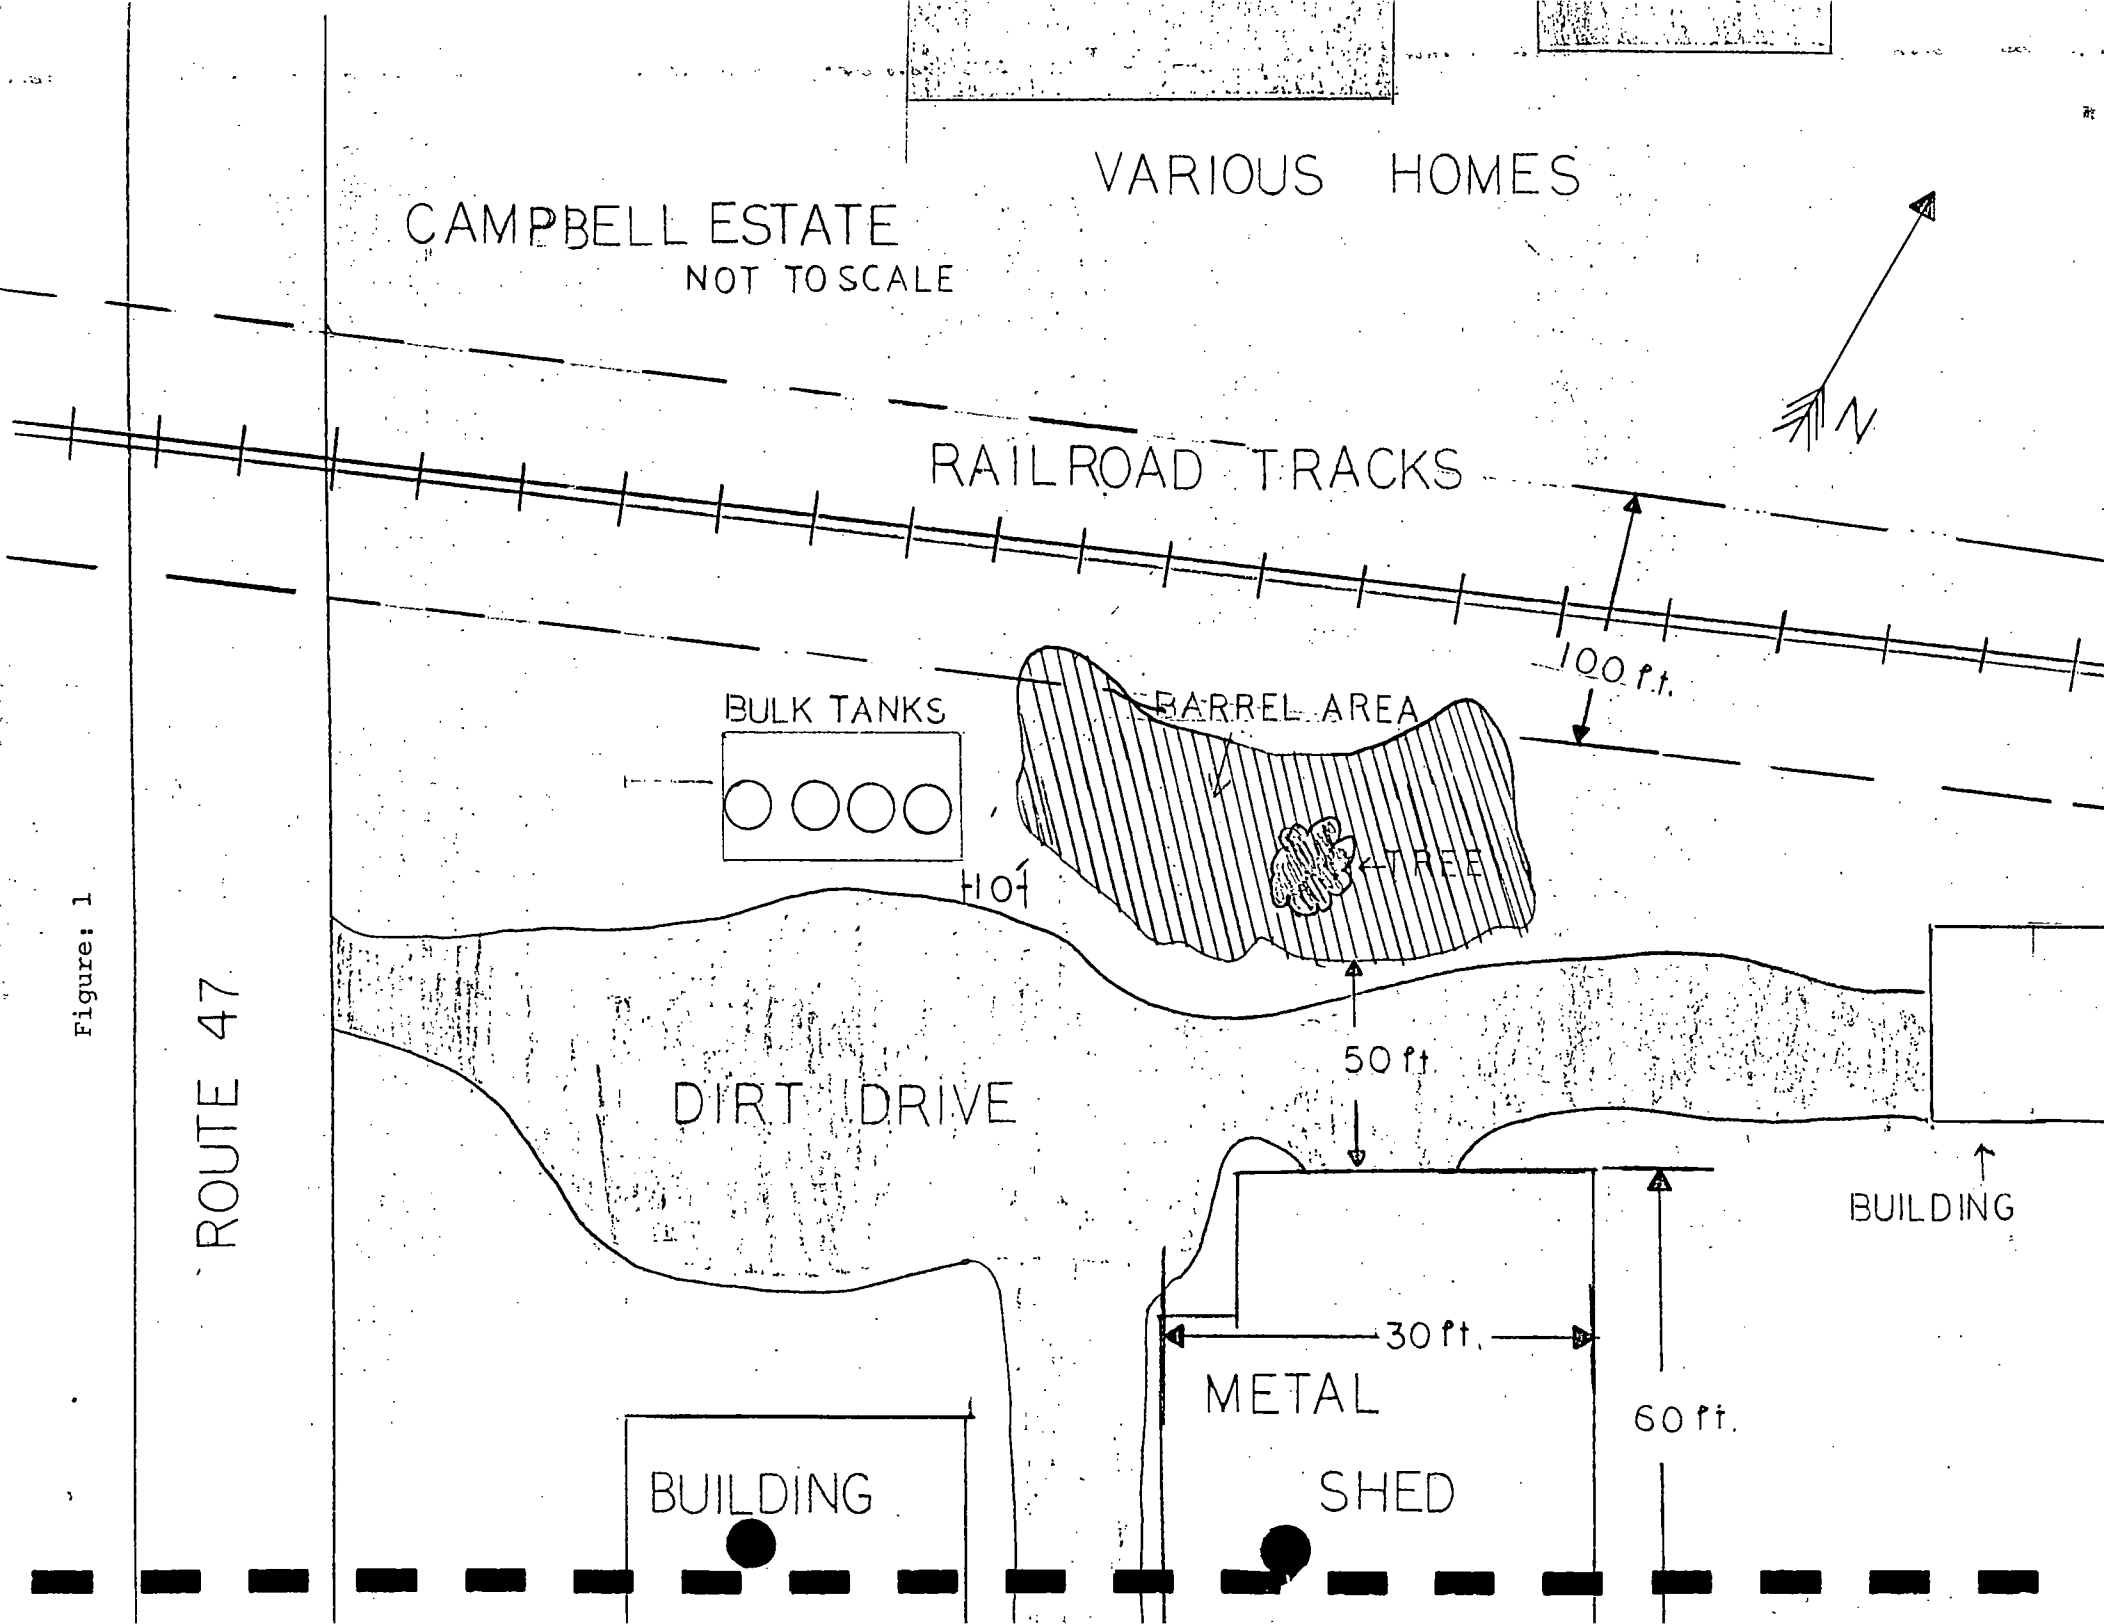 VARIOUS HOMES
CAMPBELL ESTATE
NOT TO SCALE
N
RAILROAD TRACKS
100 ft.
BULK TANKS
BARREL AREA
TREE
10'
Figure: 1
ROUTE 47
50 ft.
DIRT DRIVE
BUILDING
30 ft.
METAL
SHED
60 ft.
BUILDING